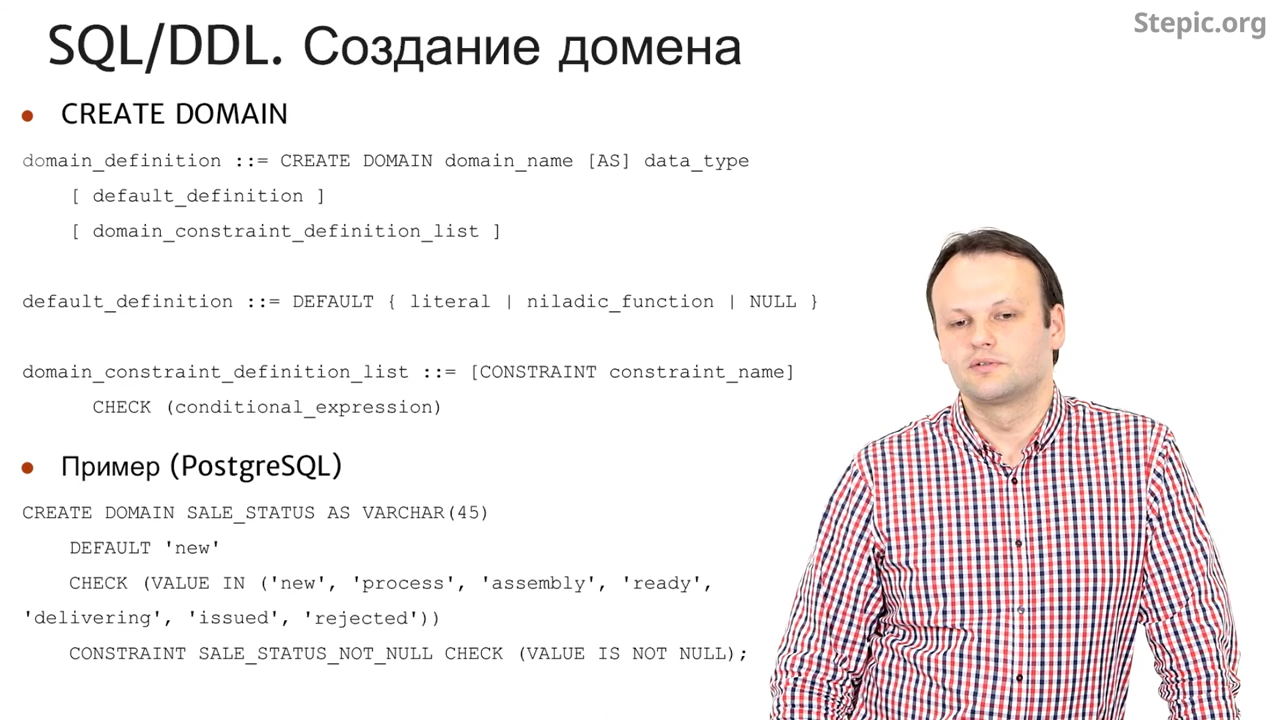 Stepic.org
SQL/DDL. Создание домена
• CREATE DOMAIN
domain_definition ::= CREATE DOMAIN domain_name [AS] data_type
[ default_definition ]
[ domain_constraint_definition_list ]
default_definition ::= DEFAULT { literal | niladic_function | NULL }
domain_constraint_definition_list ::= [CONSTRAINT constraint_name]
CHECK (conditional_expression)
• Пример (PostgreSQL)
CREATE DOMAIN SALE_STATUS AS VARCHAR(45)
DEFAULT 'new'
CHECK (VALUE IN ('new', 'process', 'assembly', 'ready',
'delivering', 'issued', 'rejected'))
CONSTRAINT SALE_STATUS_NOT_NULL CHECK (VALUE IS NOT NULL);